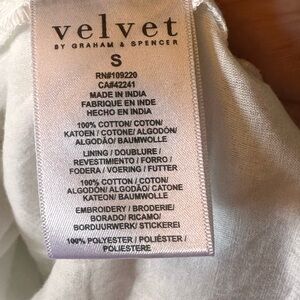 velvet
BY GRAHAM & SPENCER
S
RN#109220
CA#42241
MADE IN INDIA
FABRIQUE EN INDE
HECHO EN INDIA
100% COTTON/ COTON/
KATOEN / COTONE/ ALGODÓN/
ALGODÃO/ BAUMWOLLE
LINING / DOUBLURE /
REVESTIMIENTO / FORRO /
FODERA / VOERING / FUTTER
100% COTTON / COTON/
ALGODON/ ALGODÃO/ CATONE
KATEON/ BAUMWOLLE
EMBROIDERY / BRODERIE/
BORADO/ RICAMO/
BORDUURWERK/ STICKEREI
100% POLYESTER / POLIÉSTER /
POLIESTERE